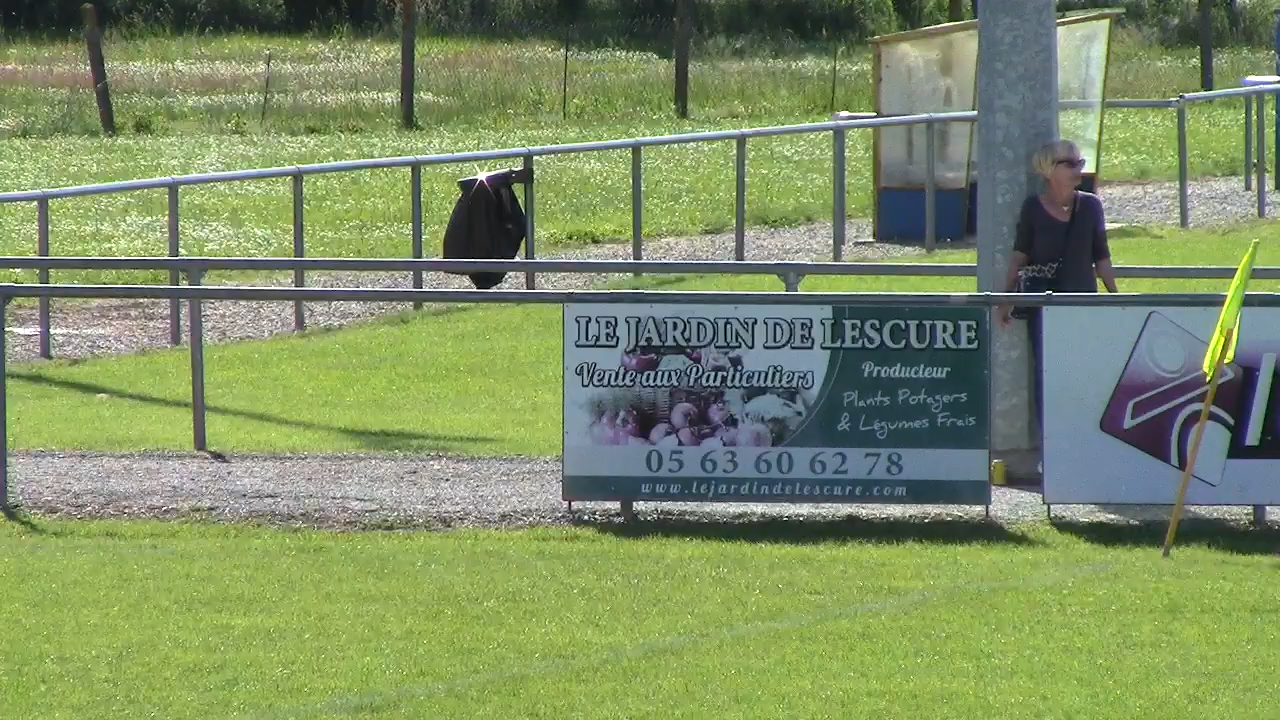 LE JARDIN DE LESCURE
Vente aux Particuliers
Producteur
Plants Potagers
& Légumes Frais
05 63 60 62 78
www.lejardindelescure.com